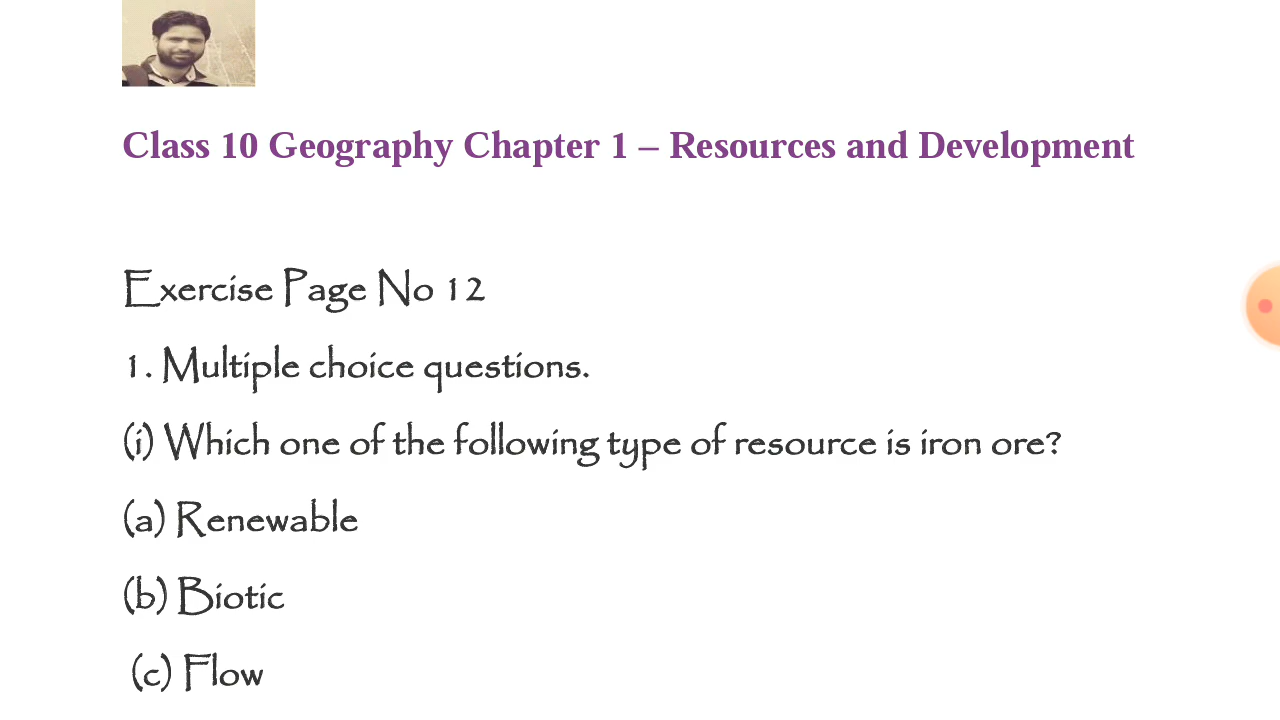 Class 10 Geography Chapter 1 – Resources and Development
Exercise Page No 12
1. Multiple choice questions.
(i) Which one of the following type of resource is iron ore?
(a) Renewable
(b) Biotic
(c) Flow